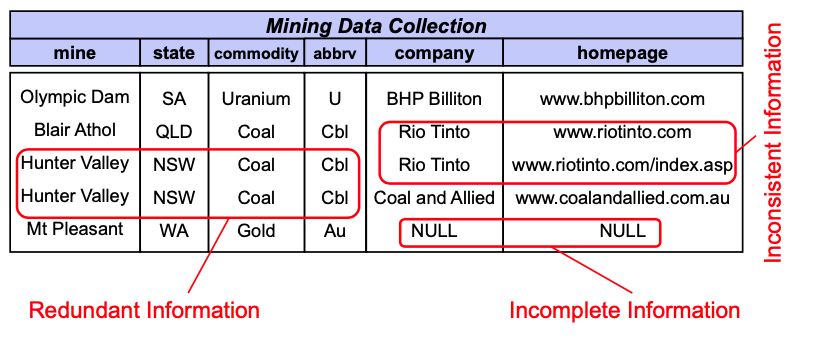 Mining Data Collection
mine state commodity abbrv company homepage
Olympic Dam SA Uranium U BHP Billiton www.bhpbilliton.com
Blair Athol QLD Coal Cbl Rio Tinto www.riotinto.com
Hunter Valley NSW Coal Cbl Rio Tinto www.riotinto.com/index.asp
Hunter Valley NSW Coal Cbl Coal and Allied www.coalandallied.com.au
Mt Pleasant WA Gold Au NULL NULL
Inconsistent Information
Redundant Information
Incomplete Information